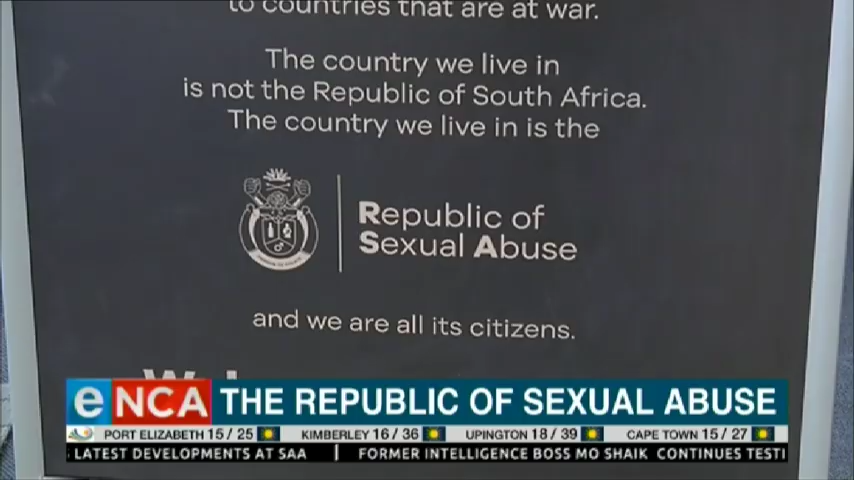 to countries that are at war.
The country we live in
is not the Republic of South Africa.
The country we live in is the
Republic of
Sexual Abuse
and we are all its citizens.
eNCA THE REPUBLIC OF SEXUAL ABUSE
PORT ELIZABETH 15/25 KIMBERLEY 16/36 UPINGTON 18/39 CAPE TOWN 15/27
LATEST DEVELOPMENTS AT SAA | FORMER INTELLIGENCE BOSS MO SHAIK CONTINUES TESTI